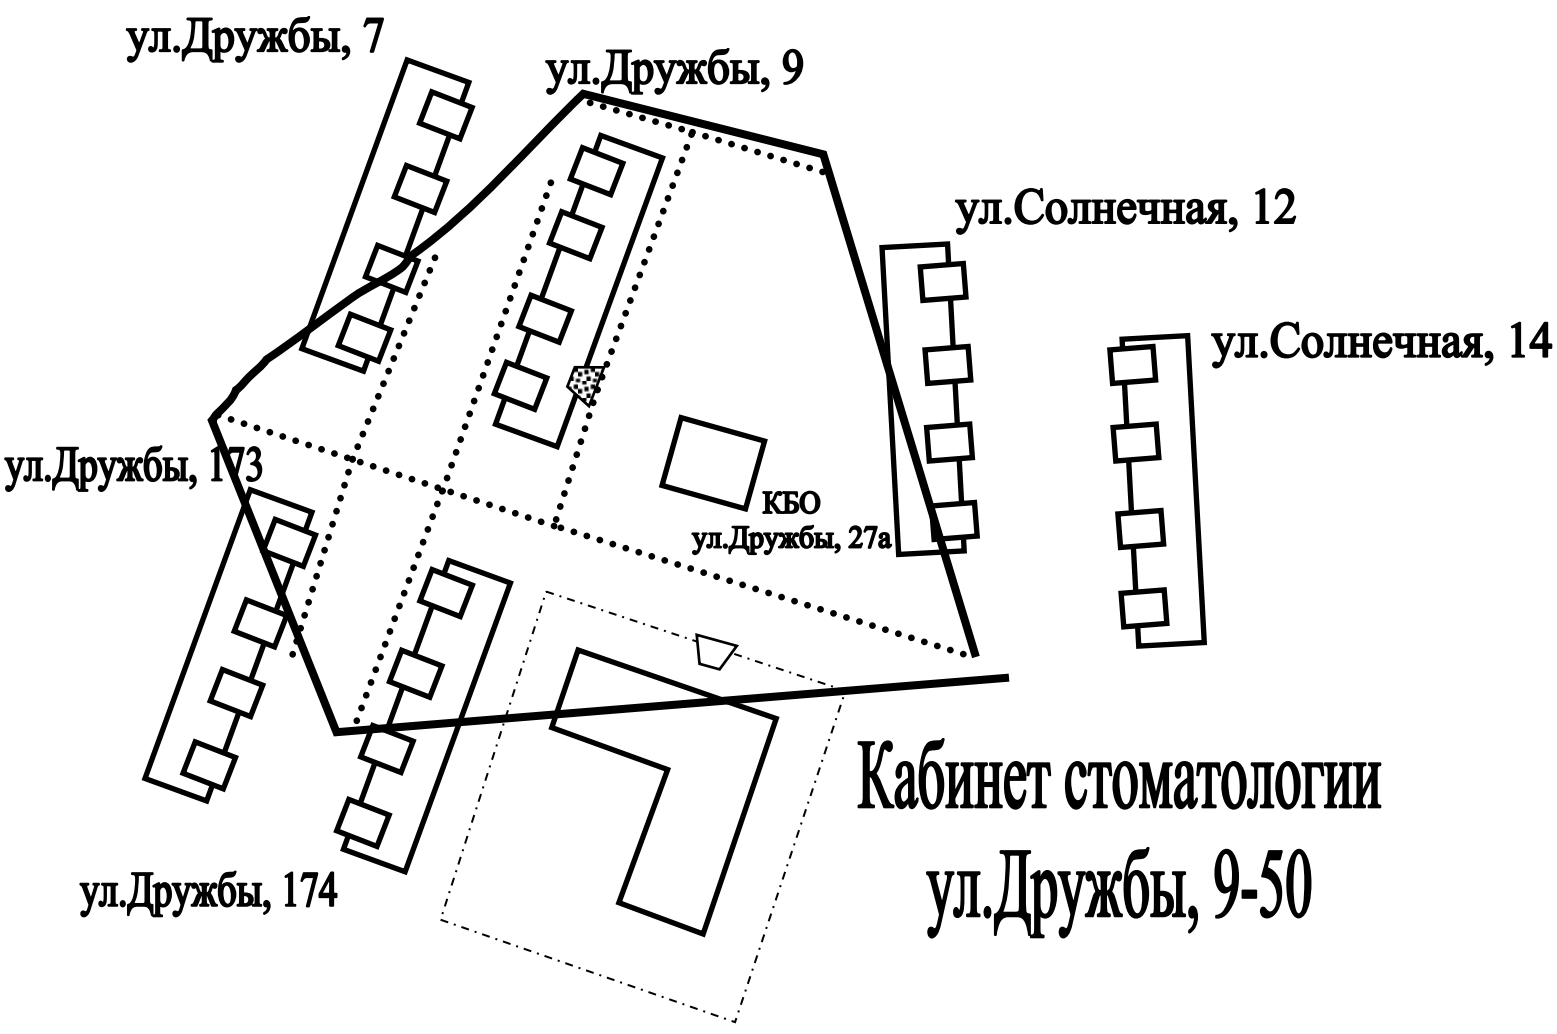 ул.Дружбы, 7
ул.Дружбы, 9
ул.Солнечная, 12
ул.Солнечная, 14
ул.Дружбы, 173
КБО
ул.Дружбы, 27а
Кабинет стоматологии
ул.Дружбы, 9-50
ул.Дружбы, 174